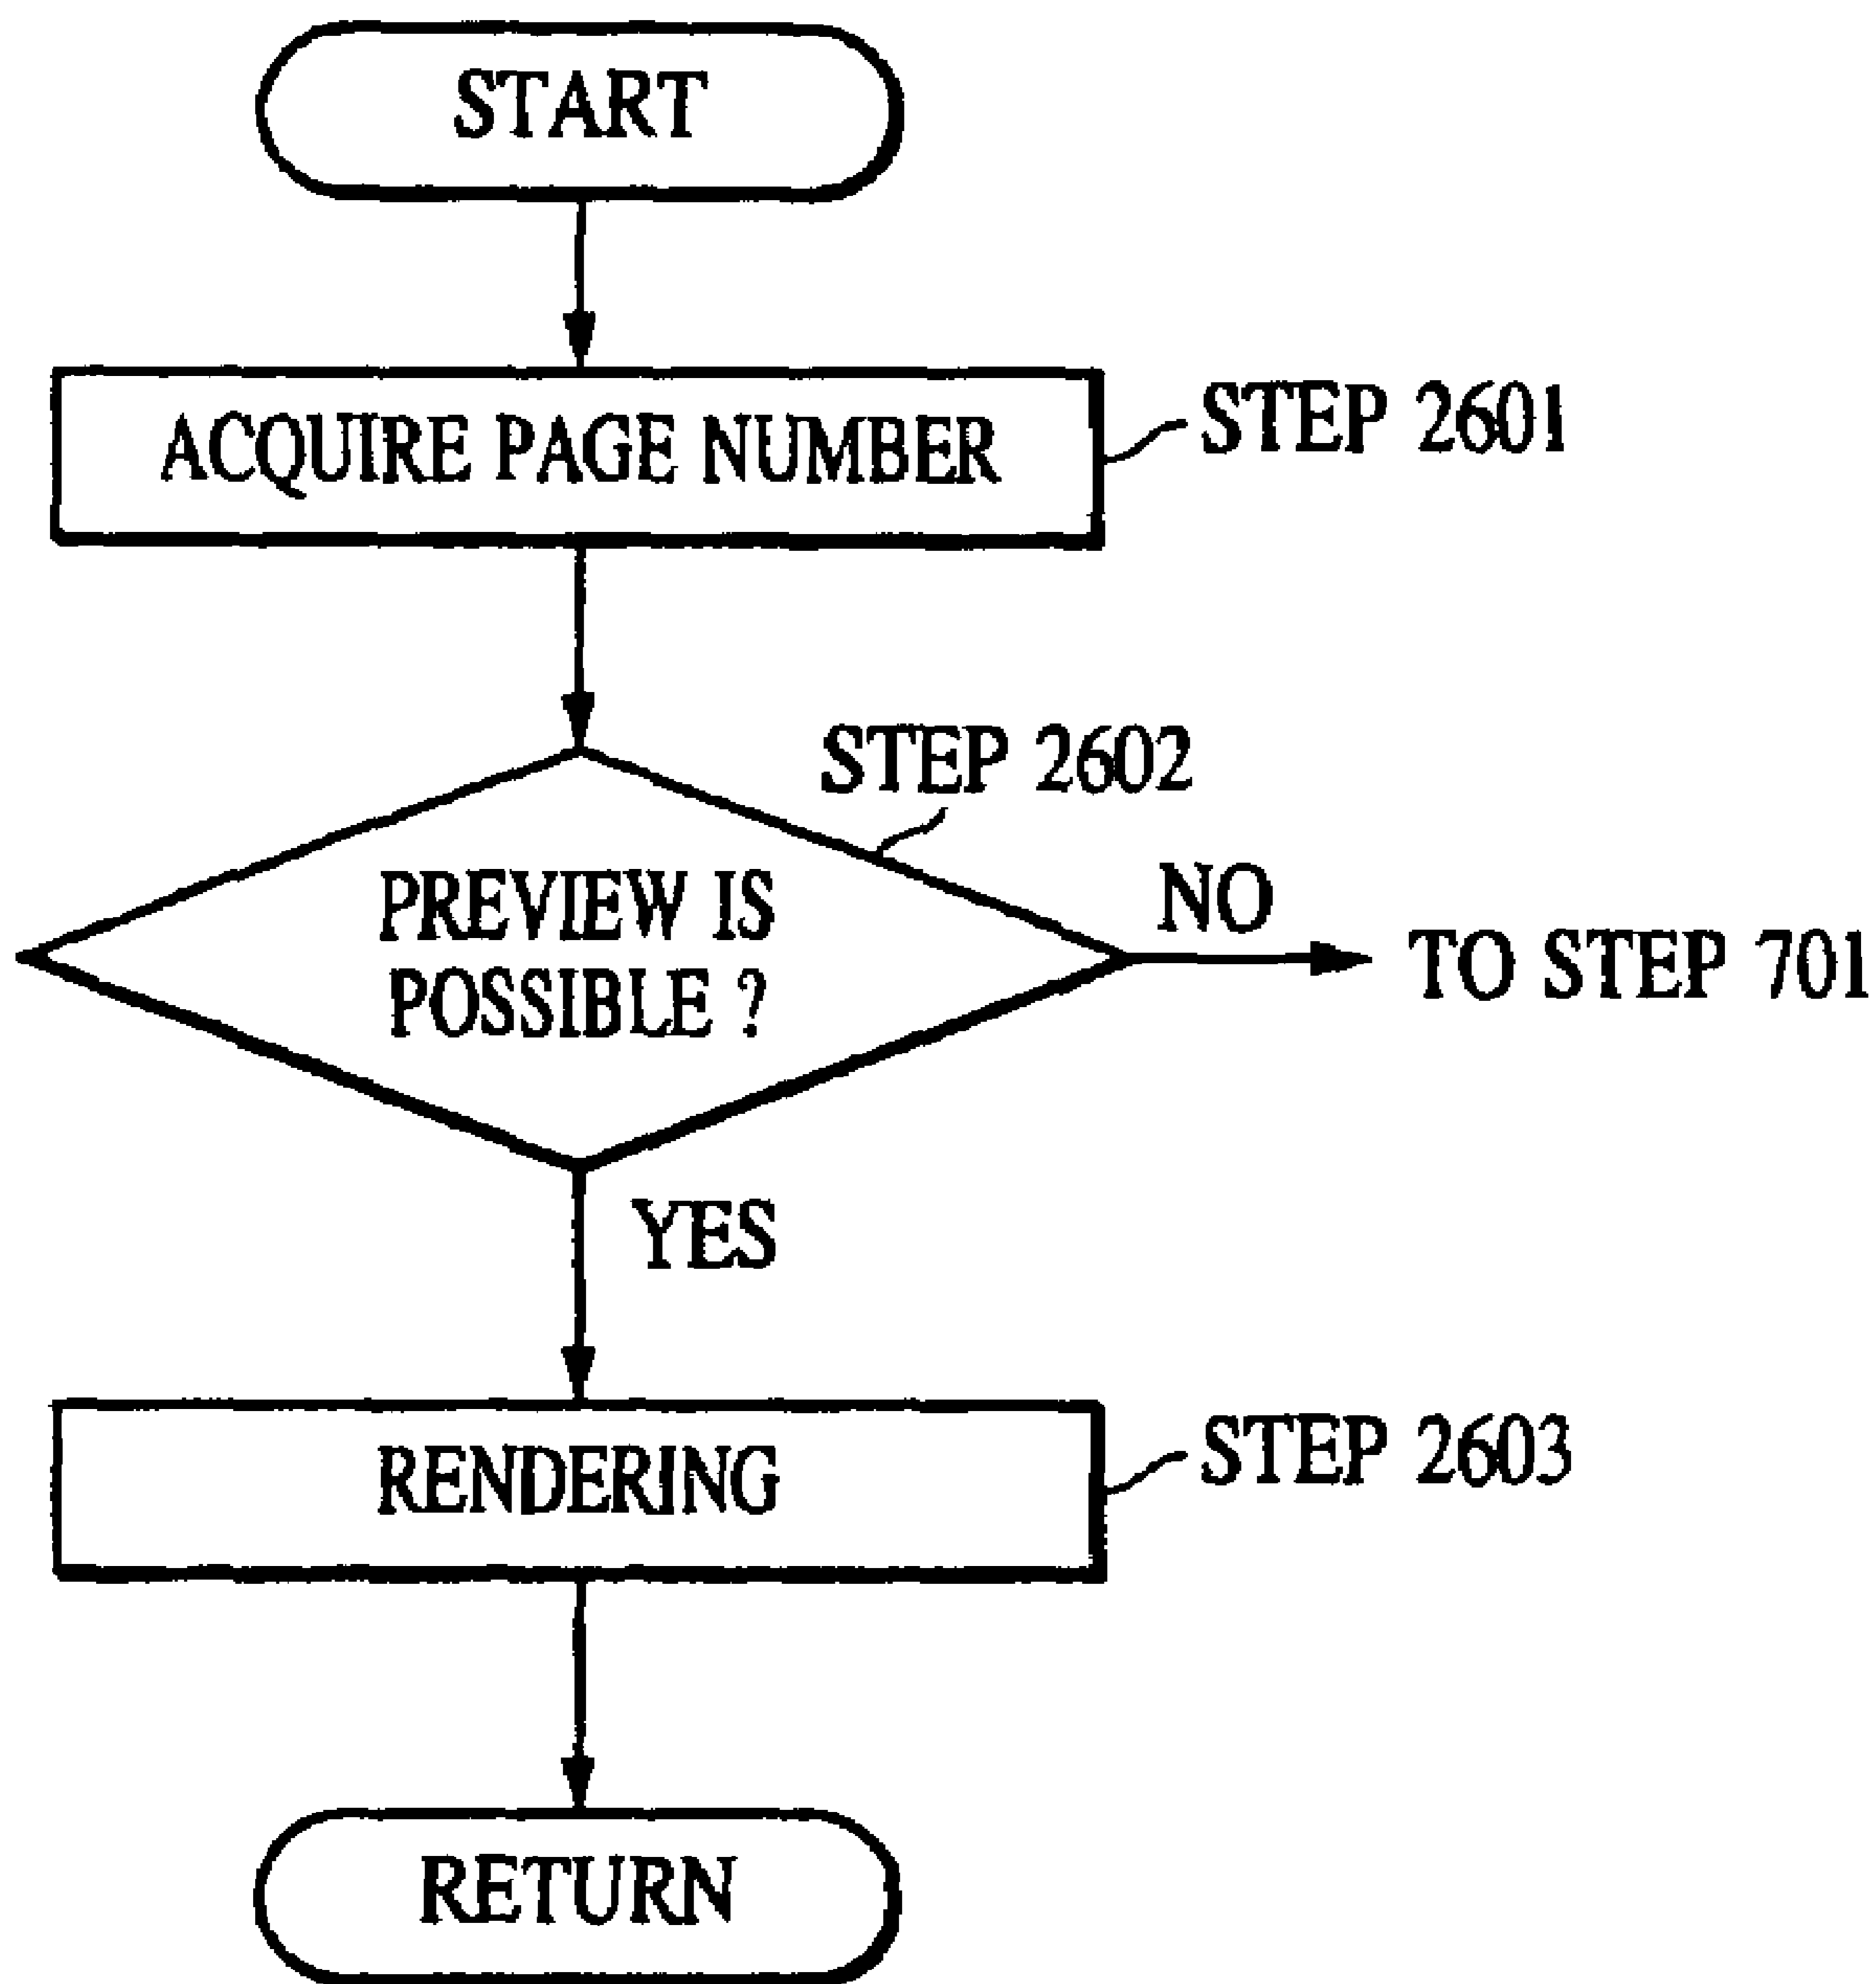 START
ACQUIRE PAGE NUMBER
STEP 2601
STEP 2602
PREVIEW IS
POSSIBLE ?
NO
TO STEP 701
YES
RENDERING
STEP 2603
RETURN